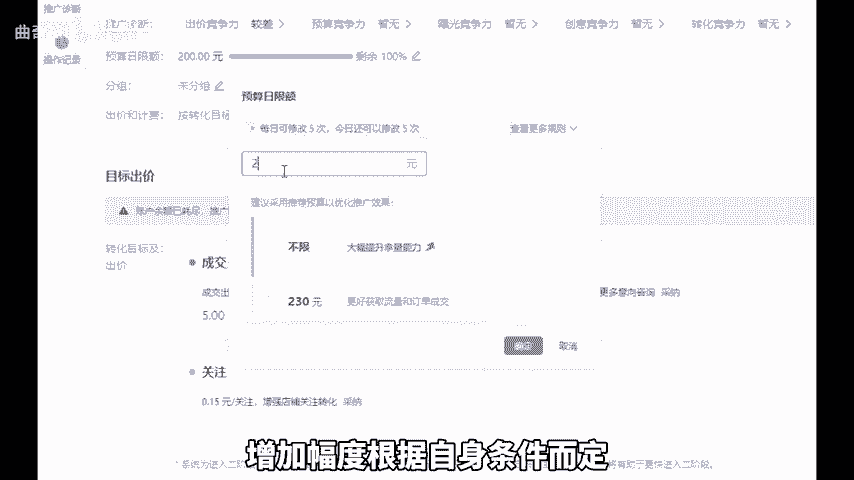 推广诊断
操作记录
推广诊断: 出价竞争力 较差 > 预算竞争力 暂无 > 曝光竞争力 暂无 > 创意竞争力 暂无 > 转化竞争力 暂无 >
预算日限额: 200.00 元 剩余 100%
分组: 未分组
出价和计费: 按转化目标
预算日限额
每日可修改 5 次，今日还可以修改 5 次 查看更多规则
2 元
建议采用推荐预算以优化推广效果:
不限 大幅提升拿量能力
230 元 更好获取流量和订单成交
确定 取消
目标出价
账户余额已耗尽，推广
转化目标及:
出价
成交
成交出
5.00
更多意向咨询 采纳
关注
0.15 元/关注，增强店铺关注转化 采纳
增加幅度根据自身条件而定